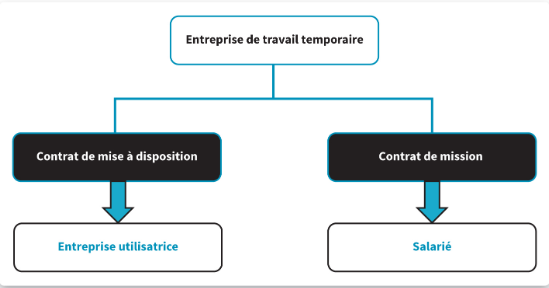 Entreprise de travail temporaire
Contrat de mise à disposition
Contrat de mission
Entreprise utilisatrice
Salarié